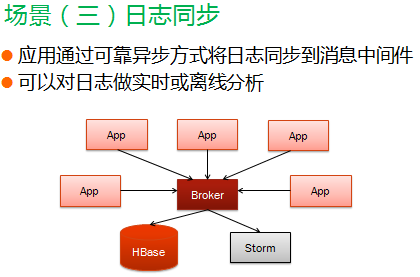 场景（三）日志同步
应用通过可靠异步方式将日志同步到消息中间件
可以对日志做实时或离线分析
App
App
App
App
Broker
App
HBase
Storm